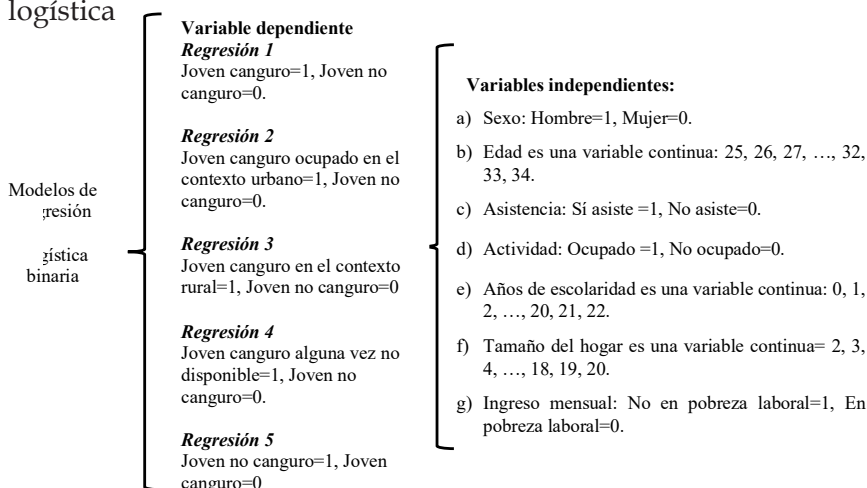 logística
Modelos de
gresión
gística
binaria
Variable dependiente
Regresión 1
Joven canguro=1, Joven no
canguro=0.
Regresión 2
Joven canguro ocupado en el
contexto urbano=1, Joven no
canguro=0.
Regresión 3
Joven canguro en el contexto
rural=1, Joven no canguro=0
Regresión 4
Joven canguro alguna vez no
disponible=1, Joven no
canguro=0.
Regresión 5
Joven no canguro=1, Joven
canguro=0
Variables independientes:
a) Sexo: Hombre=1, Mujer=0.
b) Edad es una variable continua: 25, 26, 27, …, 32,
33, 34.
c) Asistencia: Sí asiste =1, No asiste=0.
d) Actividad: Ocupado =1, No ocupado=0.
e) Años de escolaridad es una variable continua: 0, 1,
2, …, 20, 21, 22.
f) Tamaño del hogar es una variable continua= 2, 3,
4, …, 18, 19, 20.
g) Ingreso mensual: No en pobreza laboral=1, En
pobreza laboral=0.